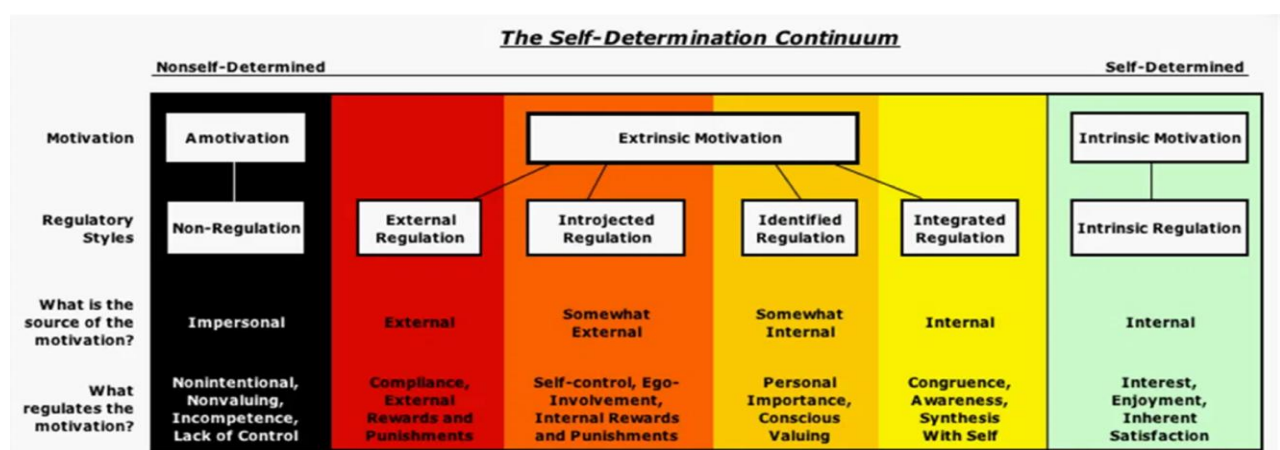 The Self-Determination Continuum
Nonself-Determined
Self-Determined
Motivation
Amotivation
Extrinsic Motivation
Intrinsic Motivation
Regulatory
Styles
Non-Regulation
External
Regulation
Introjected
Regulation
Identified
Regulation
Integrated
Regulation
Intrinsic Regulation
What is the
source of the
motivation?
Impersonal
External
Somewhat
External
Somewhat
Internal
Internal
Internal
What
regulates the
motivation?
Nonintentional,
Nonvaluing,
Incompetence,
Lack of Control
Compliance,
External
Rewards and
Punishments
Self-control, Ego-
Involvement,
Internal Rewards
and Punishments
Personal
Importance,
Conscious
Valuing
Congruence,
Awareness,
Synthesis
With Self
Interest,
Enjoyment,
Inherent
Satisfaction